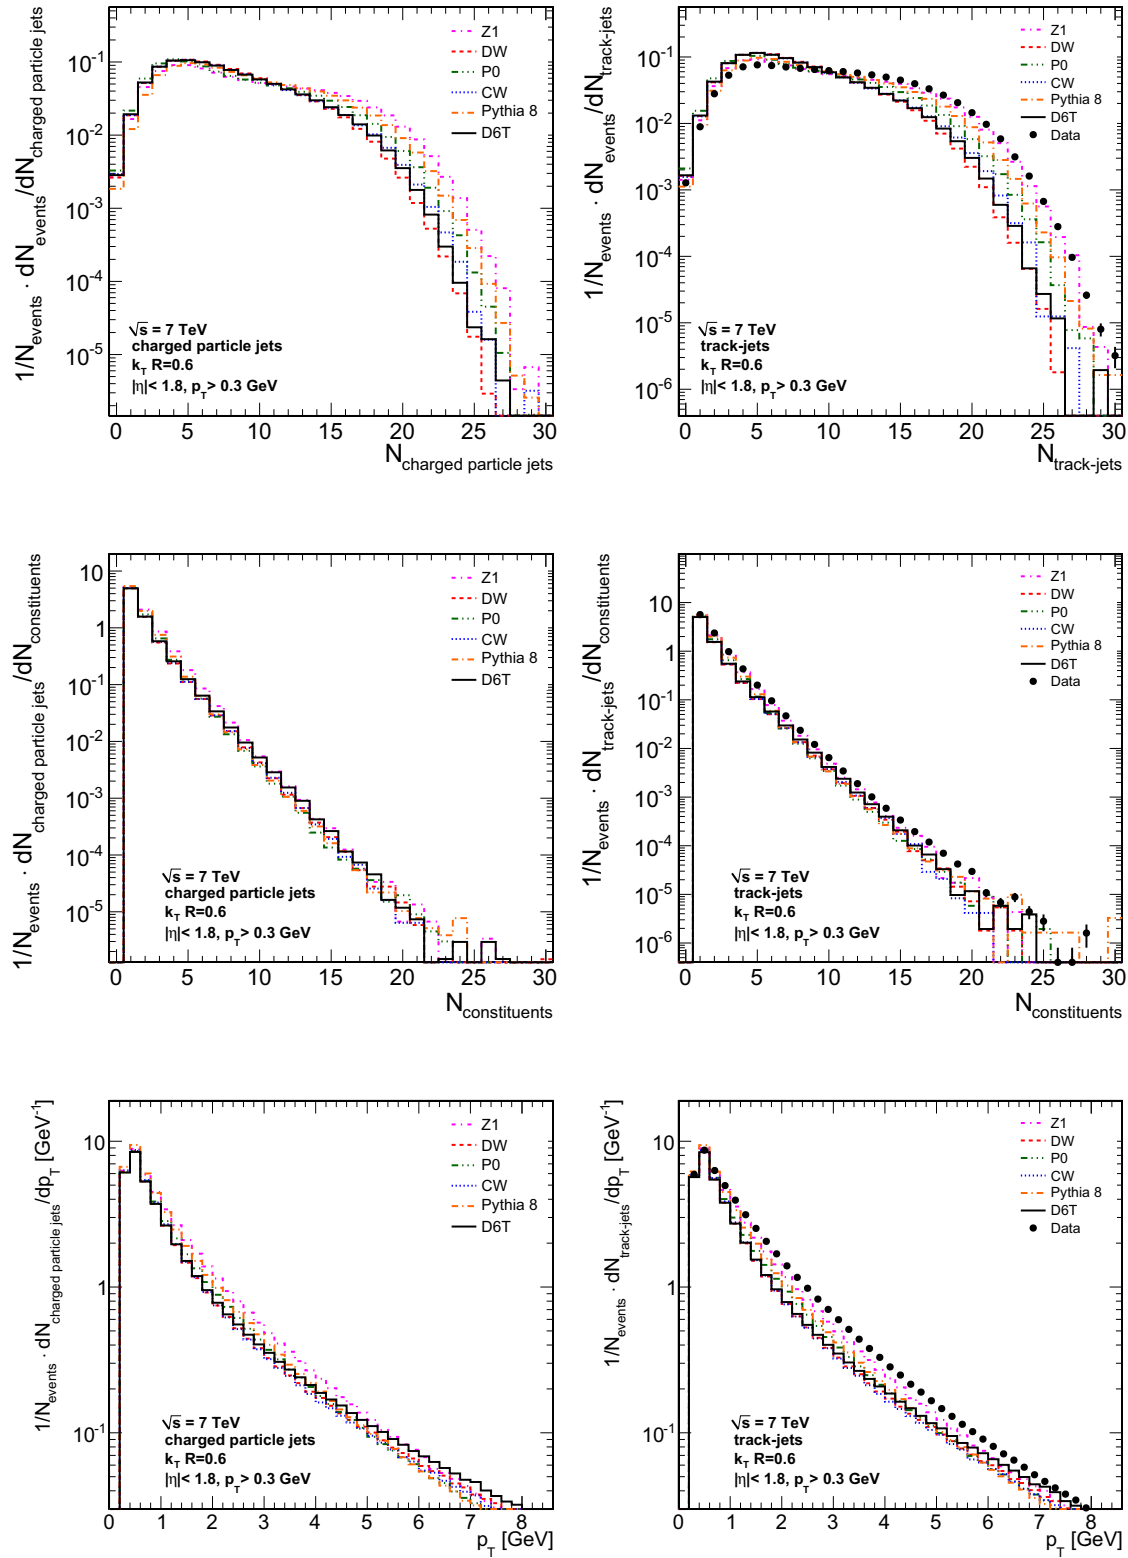 1/N_events · dN_events/dN_charged particle jets
10^-1
10^-2
10^-3
10^-4
10^-5
Z1
DW
P0
CW
Pythia 8
D6T
√s = 7 TeV
charged particle jets
k_T R=0.6
|η|< 1.8, p_T> 0.3 GeV
0 5 10 15 20 25 30
N_charged particle jets
1/N_events · dN_events/dN_track-jets
10^-1
10^-2
10^-3
10^-4
10^-5
10^-6
Z1
DW
P0
CW
Pythia 8
D6T
Data
√s = 7 TeV
track-jets
k_T R=0.6
|η|< 1.8, p_T> 0.3 GeV
0 5 10 15 20 25 30
N_track-jets
1/N_events · dN_charged particle jets/dN_constituents
10
1
10^-1
10^-2
10^-3
10^-4
10^-5
Z1
DW
P0
CW
Pythia 8
D6T
√s = 7 TeV
charged particle jets
k_T R=0.6
|η|< 1.8, p_T> 0.3 GeV
0 5 10 15 20 25 30
N_constituents
1/N_events · dN_track-jets/dN_constituents
10
1
10^-1
10^-2
10^-3
10^-4
10^-5
10^-6
Z1
DW
P0
CW
Pythia 8
D6T
Data
√s = 7 TeV
track-jets
k_T R=0.6
|η|< 1.8, p_T> 0.3 GeV
0 5 10 15 20 25 30
N_constituents
1/N_events · dN_charged particle jets/dp_T [GeV^-1]
10
1
10^-1
Z1
DW
P0
CW
Pythia 8
D6T
√s = 7 TeV
charged particle jets
k_T R=0.6
|η|< 1.8, p_T> 0.3 GeV
0 1 2 3 4 5 6 7 8
p_T [GeV]
1/N_events · dN_track-jets/dp_T [GeV^-1]
10
1
10^-1
Z1
DW
P0
CW
Pythia 8
D6T
Data
√s = 7 TeV
track-jets
k_T R=0.6
|η|< 1.8, p_T> 0.3 GeV
0 1 2 3 4 5 6 7 8
p_T [GeV]